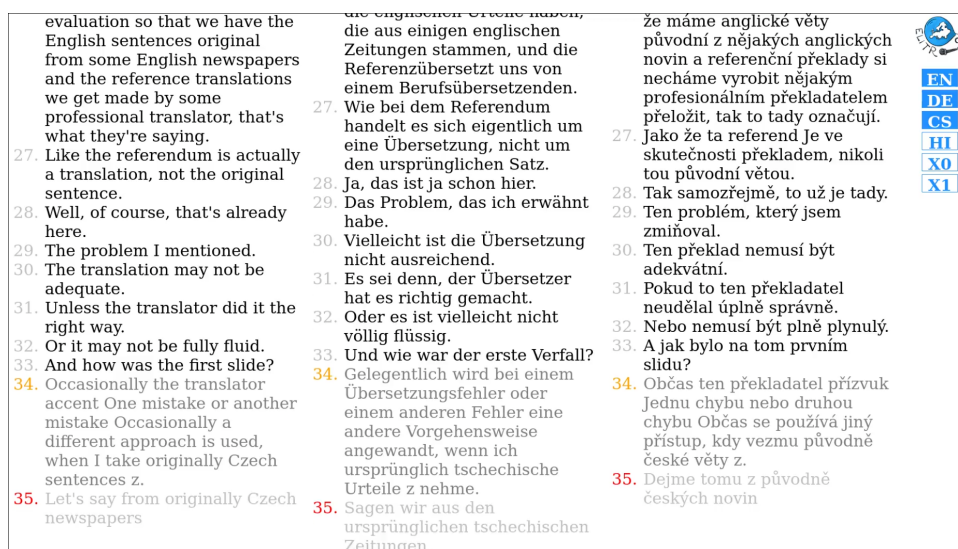 evaluation so that we have the
English sentences original
from some English newspapers
and the reference translations
we get made by some
professional translator, that's
what they're saying.
27. Like the referendum is actually
a translation, not the original
sentence.
28. Well, of course, that's already
here.
29. The problem I mentioned.
30. The translation may not be
adequate.
31. Unless the translator did it the
right way.
32. Or it may not be fully fluid.
33. And how was the first slide?
34. Occasionally the translator
accent One mistake or another
mistake Occasionally a
different approach is used,
when I take originally Czech
sentences z.
35. Let's say from originally Czech
newspapers
die englischen Urteile haben,
die aus einigen englischen
Zeitungen stammen, und die
Referenzübersetzt uns von
einem Berufsübersetzenden.
27. Wie bei dem Referendum
handelt es sich eigentlich um
eine Übersetzung, nicht um
den ursprünglichen Satz.
28. Ja, das ist ja schon hier.
29. Das Problem, das ich erwähnt
habe.
30. Vielleicht ist die Übersetzung
nicht ausreichend.
31. Es sei denn, der Übersetzer
hat es richtig gemacht.
32. Oder es ist vielleicht nicht
völlig flüssig.
33. Und wie war der erste Verfall?
34. Gelegentlich wird bei einem
Übersetzungsfehler oder
einem anderen Fehler eine
andere Vorgehensweise
angewandt, wenn ich
ursprünglich tschechische
Urteile z nehme.
35. Sagen wir aus den
ursprünglichen tschechischen
Zeitungen
že máme anglické věty
původní z nějakých anglických
novin a referenční překlady si
necháme vyrobit nějakým
profesionálním překladatelem
přeložit, tak to tady označují.
27. Jako že ta referend Je ve
skutečnosti překladem, nikoli
tou původní větou.
28. Tak samozřejmě, to už je tady.
29. Ten problém, který jsem
zmiňoval.
30. Ten překlad nemusí být
adekvátní.
31. Pokud to ten překladatel
neudělal úplně správně.
32. Nebo nemusí být plně plynulý.
33. A jak bylo na tom prvním
slidu?
34. Občas ten překladatel přízvuk
Jednu chybu nebo druhou
chybu Občas se používá jiný
přístup, kdy vezmu původně
české věty z.
35. Dejme tomu z původně
českých novin
ELITR
EN
DE
CS
HI
X0
X1